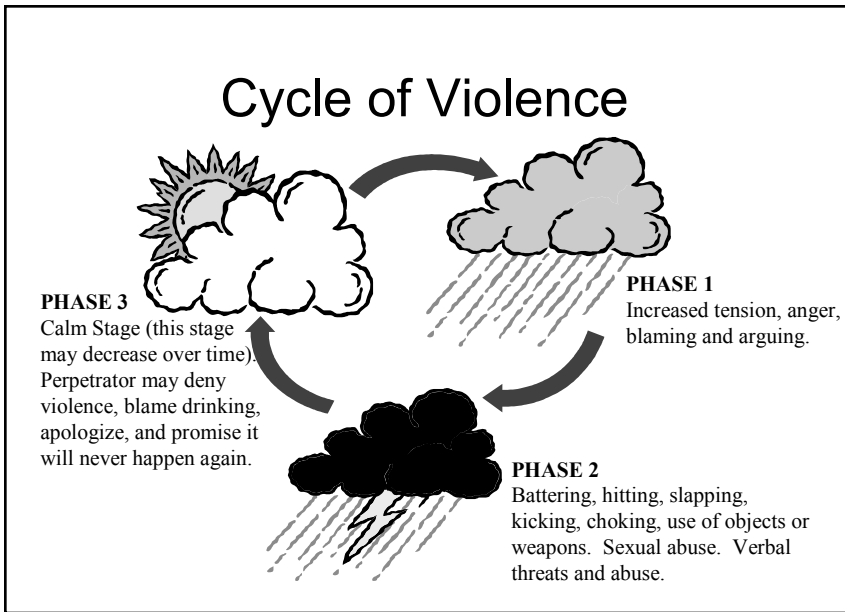 Cycle of Violence
PHASE 1
Increased tension, anger,
blaming and arguing.
PHASE 2
Battering, hitting, slapping,
kicking, choking, use of objects or
weapons.  Sexual abuse.  Verbal
threats and abuse.
PHASE 3
Calm Stage (this stage
may decrease over time).
Perpetrator may deny
violence, blame drinking,
apologize, and promise it
will never happen again.